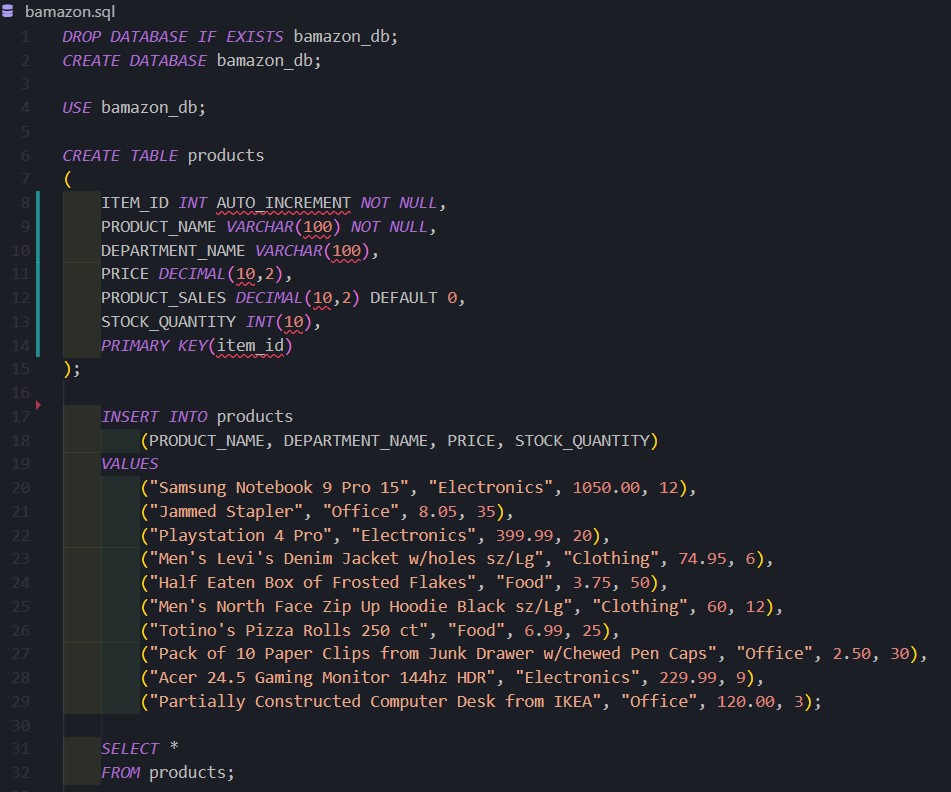 bamazon.sql
1 DROP DATABASE IF EXISTS bamazon_db;
2 CREATE DATABASE bamazon_db;
3
4 USE bamazon_db;
5
6 CREATE TABLE products
7 (
8 ITEM_ID INT AUTO_INCREMENT NOT NULL,
9 PRODUCT_NAME VARCHAR(100) NOT NULL,
10 DEPARTMENT_NAME VARCHAR(100),
11 PRICE DECIMAL(10,2),
12 PRODUCT_SALES DECIMAL(10,2) DEFAULT 0,
13 STOCK_QUANTITY INT(10),
14 PRIMARY KEY(item_id)
15 );
16
17 INSERT INTO products
18 (PRODUCT_NAME, DEPARTMENT_NAME, PRICE, STOCK_QUANTITY)
19 VALUES
20 ("Samsung Notebook 9 Pro 15", "Electronics", 1050.00, 12),
21 ("Jammed Stapler", "Office", 8.05, 35),
22 ("Playstation 4 Pro", "Electronics", 399.99, 20),
23 ("Men's Levi's Denim Jacket w/holes sz/Lg", "Clothing", 74.95, 6),
24 ("Half Eaten Box of Frosted Flakes", "Food", 3.75, 50),
25 ("Men's North Face Zip Up Hoodie Black sz/Lg", "Clothing", 60, 12),
26 ("Totino's Pizza Rolls 250 ct", "Food", 6.99, 25),
27 ("Pack of 10 Paper Clips from Junk Drawer w/Chewed Pen Caps", "Office", 2.50, 30),
28 ("Acer 24.5 Gaming Monitor 144hz HDR", "Electronics", 229.99, 9),
29 ("Partially Constructed Computer Desk from IKEA", "Office", 120.00, 3);
30
31 SELECT *
32 FROM products;